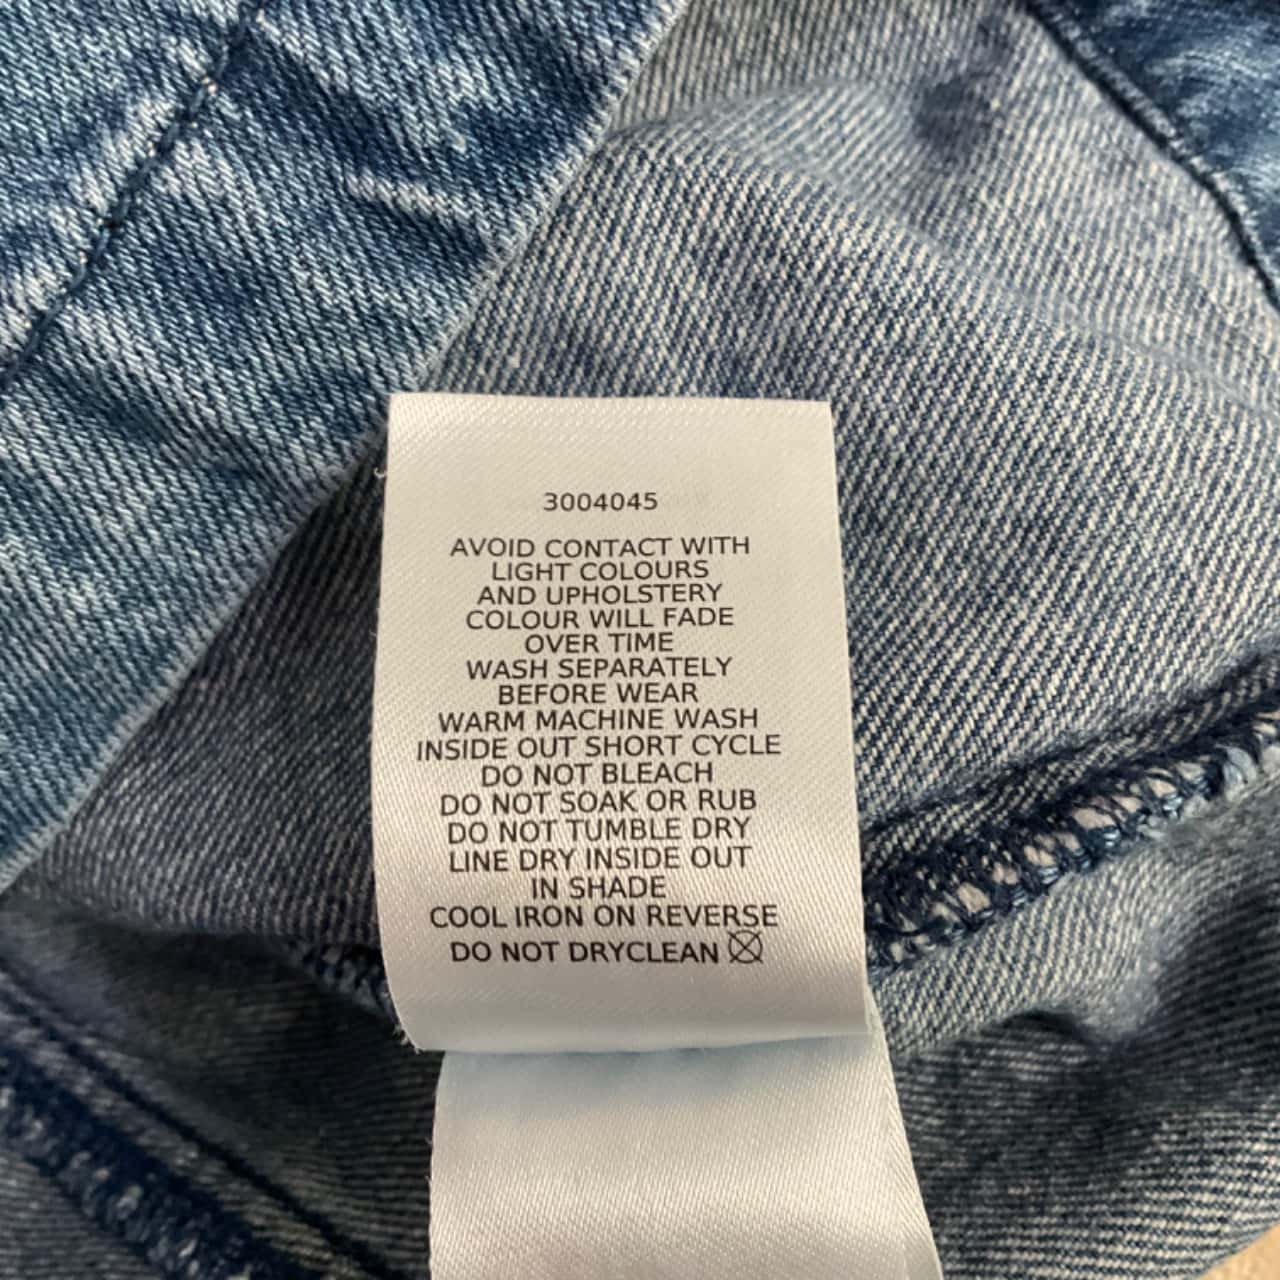 3004045
AVOID CONTACT WITH
LIGHT COLOURS
AND UPHOLSTERY
COLOUR WILL FADE
OVER TIME
WASH SEPARATELY
BEFORE WEAR
WARM MACHINE WASH
INSIDE OUT SHORT CYCLE
DO NOT BLEACH
DO NOT SOAK OR RUB
DO NOT TUMBLE DRY
LINE DRY INSIDE OUT
IN SHADE
COOL IRON ON REVERSE
DO NOT DRYCLEAN